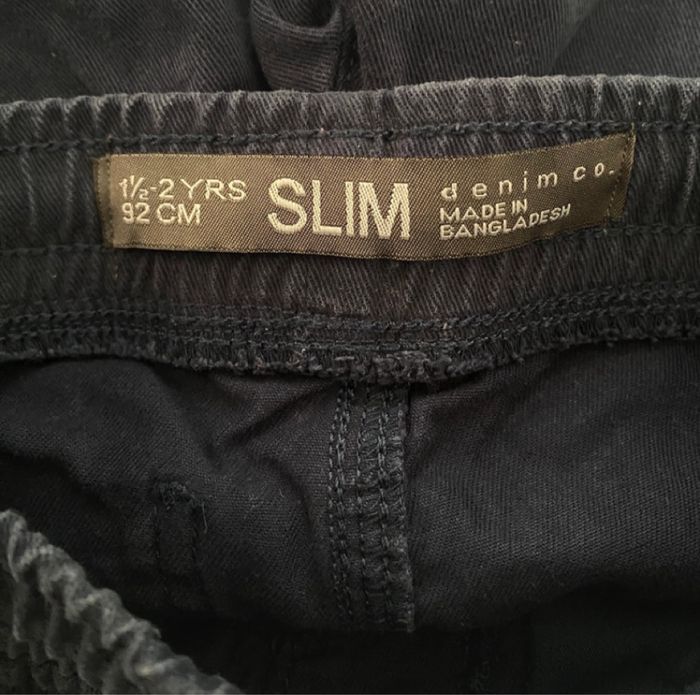 1½-2 YRS
92 CM
SLIM
denim co.
MADE IN
BANGLADESH